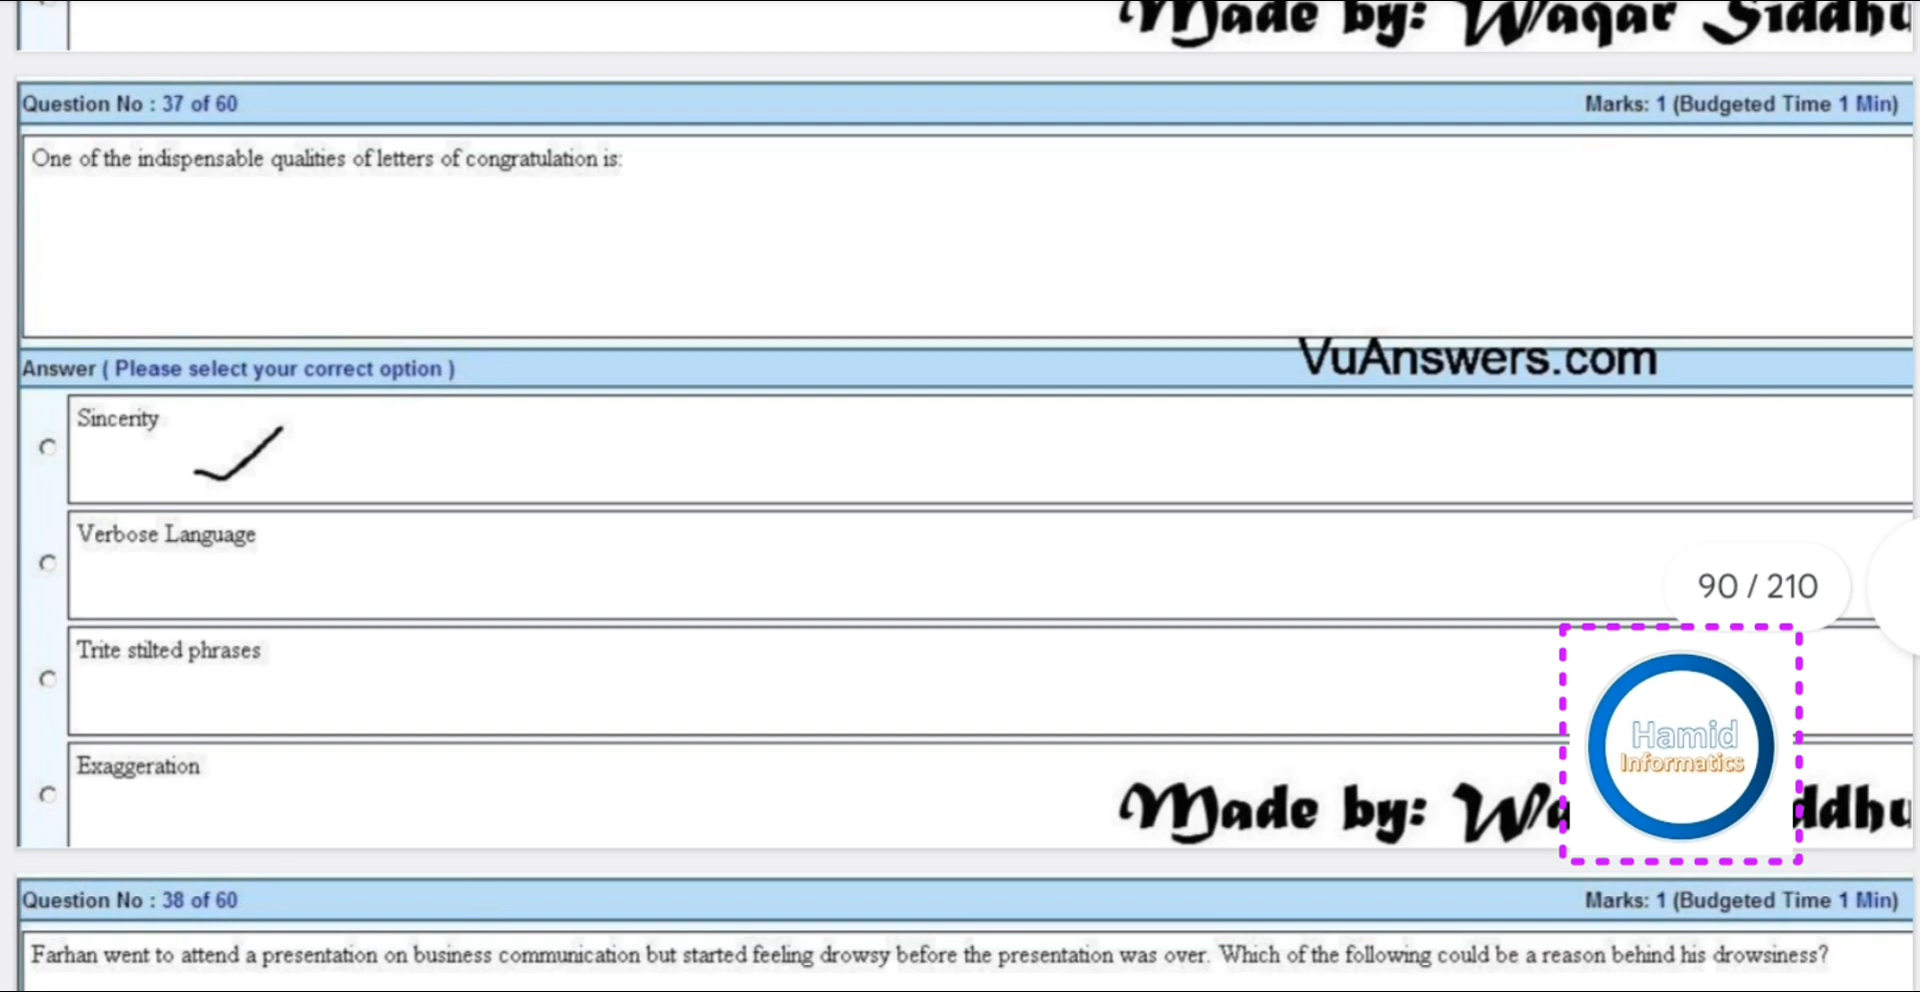 Made by: Waqar Siddhu
Question No : 37 of 60
Marks: 1 (Budgeted Time 1 Min)
One of the indispensable qualities of letters of congratulation is:
VuAnswers.com
Answer ( Please select your correct option )
Sincerity
Verbose Language
90 / 210
Trite stilted phrases
Hamid
Informatics
Exaggeration
Made by: Wa ddhu
Question No : 38 of 60
Marks: 1 (Budgeted Time 1 Min)
Farhan went to attend a presentation on business communication but started feeling drowsy before the presentation was over. Which of the following could be a reason behind his drowsiness?